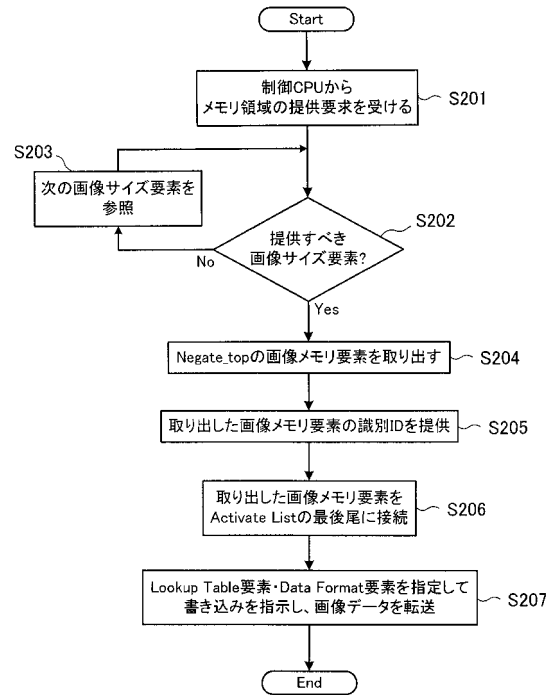 Start
制御CPUから
メモリ領域の提供要求を受ける
S201
S203
次の画像サイズ要素を
参照
S202
提供すべき
画像サイズ要素?
No
Yes
Negate_topの画像メモリ要素を取り出す
S204
取り出した画像メモリ要素の識別IDを提供
S205
取り出した画像メモリ要素を
Activate Listの最後尾に接続
S206
Lookup Table要素・Data Format要素を指定して
書き込みを指示し、画像データを転送
S207
End